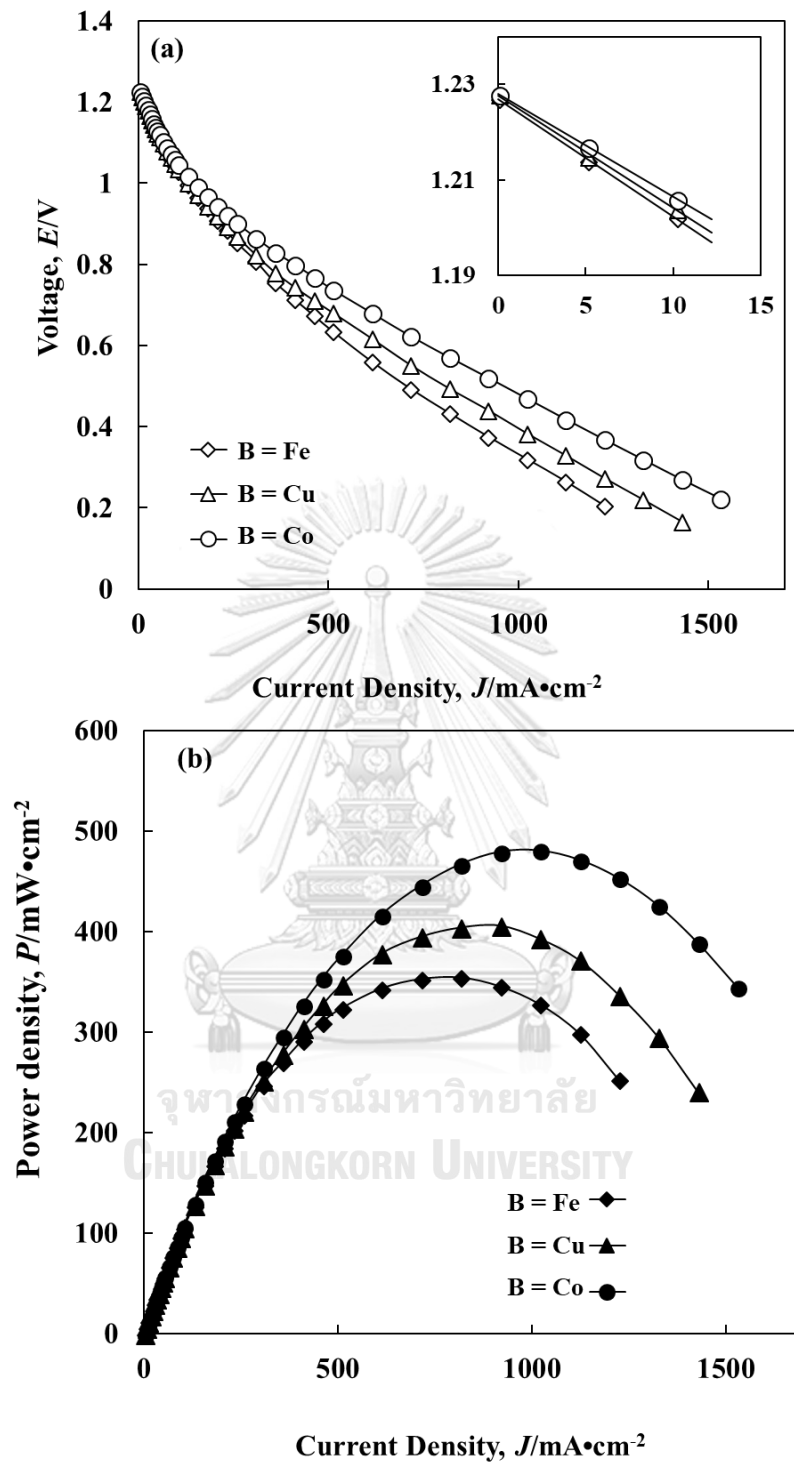 (a)
1.4
1.2
1
0.8
0.6
0.4
0.2
0
Voltage, E/V
1.23
1.21
1.19
0 5 10 15
B = Fe
B = Cu
B = Co
0 500 1000 1500
Current Density, J/mA•cm-2
(b)
600
500
400
300
200
100
0
Power density, P/mW•cm-2
จุฬาลงกรณ์มหาวิทยาลัย
CHULALONGKORN UNIVERSITY
B = Fe
B = Cu
B = Co
0 500 1000 1500
Current Density, J/mA•cm-2